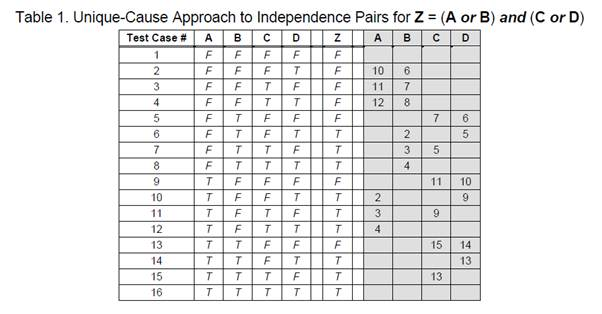 Table 1. Unique-Cause Approach to Independence Pairs for Z = (A or B) and (C or D)
Test Case # A B C D Z A B C D
1 F F F F F
2 F F F T F 10 6
3 F F T F F 11 7
4 F F T T F 12 8
5 F T F F F 7 6
6 F T F T T 2 5
7 F T T F T 3 5
8 F T T T T 4
9 T F F F F 11 10
10 T F F T T 2 9
11 T F T F T 3 9
12 T F T T T 4
13 T T F F F 15 14
14 T T F T T 13
15 T T T F T 13
16 T T T T T